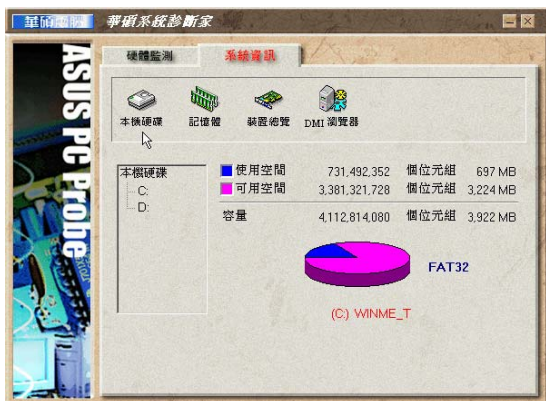 華碩電腦 華碩系統診斷家
ASUS PC Probe
硬體監測 系統資訊
本機硬碟 記憶體 裝置總覽 DMI 瀏覽器
本機硬碟
C:
D:
使用空間 731,492,352 個位元組 697 MB
可用空間 3,381,321,728 個位元組 3,224 MB
容量 4,112,814,080 個位元組 3,922 MB
FAT32
(C:) WINME_T